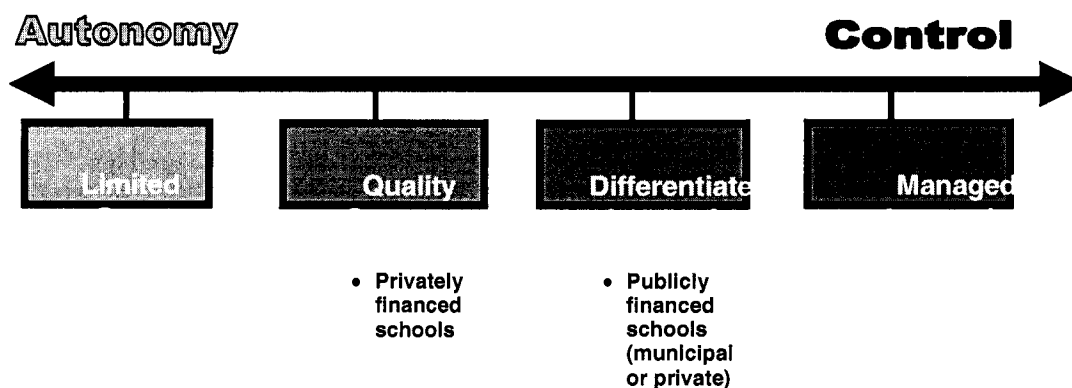 Autonomy
Control
Limited
Quality
Differentiate
Managed
• Privately
financed
schools
• Publicly
financed
schools
(municipal
or private)